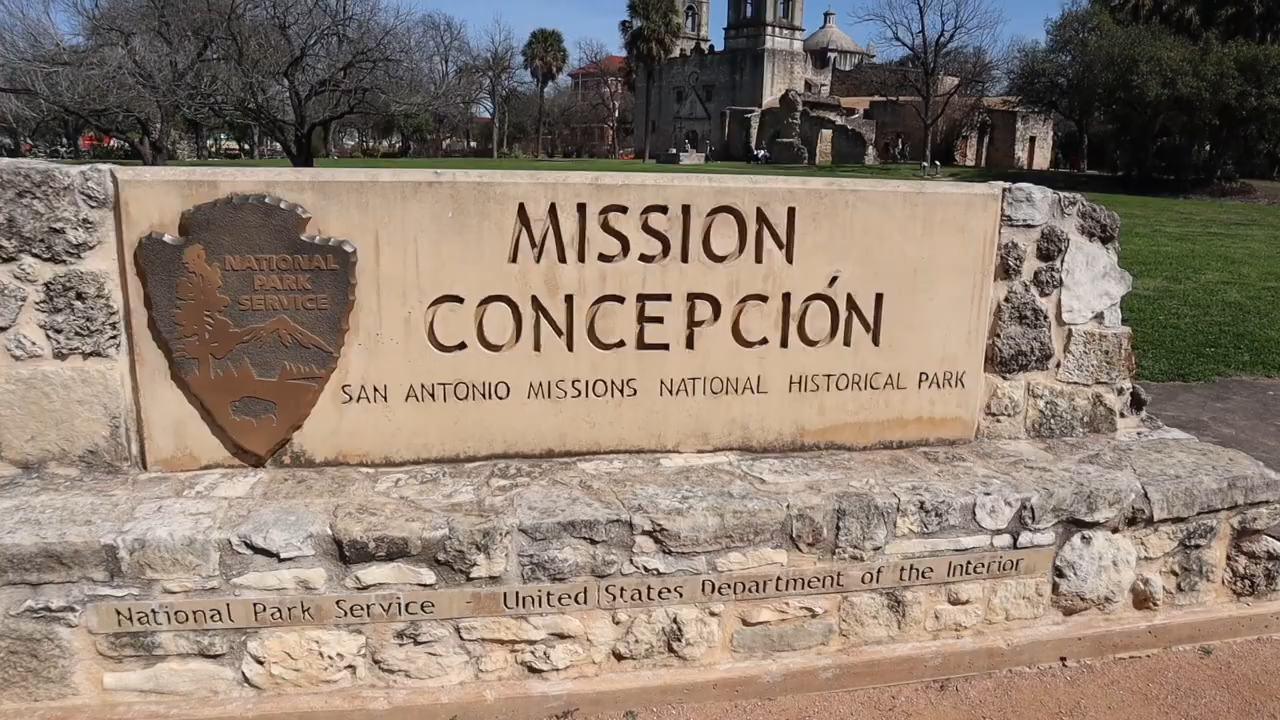 NATIONAL
PARK
SERVICE
MISSION
CONCEPCIÓN
SAN ANTONIO MISSIONS NATIONAL HISTORICAL PARK
National Park Service - United States Department of the Interior